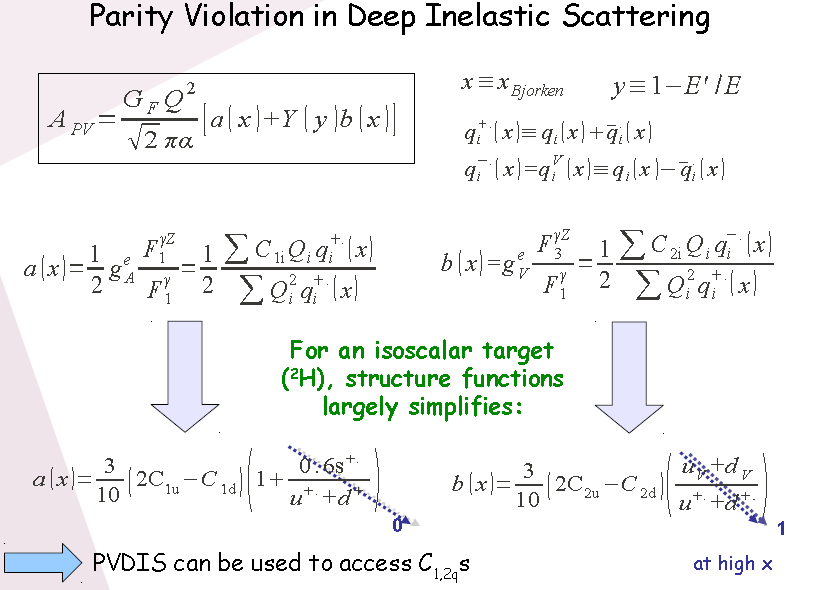 Parity Violation in Deep Inelastic Scattering
A_PV = G_F Q² / √2 πα [a(x)+Y(y)b(x)]
x ≡ x_Bjorken
y ≡ 1−E′/E
q_i^+(x) ≡ q_i(x)+q̄_i(x)
q_i^-(x) = q_i^V(x) ≡ q_i(x)−q̄_i(x)
a(x) = 1/2 g_A^e F_1^γZ / F_1^γ = 1/2 ∑ C_1i Q_i q_i^+(x) / ∑ Q_i^2 q_i^+(x)
b(x) = g_V^e F_3^γZ / F_1^γ = 1/2 ∑ C_2i Q_i q_i^-(x) / ∑ Q_i^2 q_i^+(x)
For an isoscalar target
(²H), structure functions
largely simplifies:
a(x) = 3/10 (2C_1u − C_1d)(1 + 0.6s^+ / u^+ + d^+)
0
b(x) = 3/10 (2C_2u − C_2d)(u_V + d_V / u^+ + d^+)
1
PVDIS can be used to access C_1,2q s
at high x